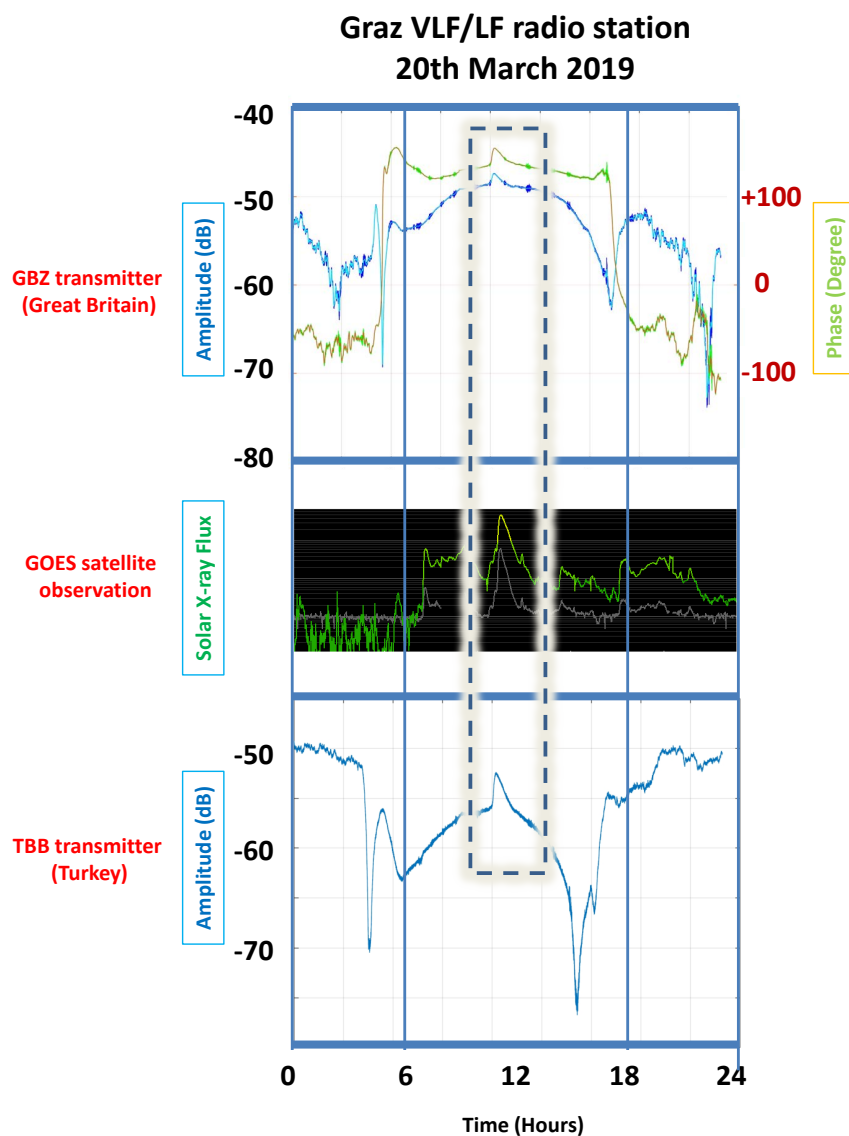 Graz VLF/LF radio station
20th March 2019
-40
-50
-60
-70
-80
Amplitude (dB)
GBZ transmitter
(Great Britain)
+100
0
-100
Phase (Degree)
GOES satellite
observation
Solar X-ray Flux
-50
-60
-70
Amplitude (dB)
TBB transmitter
(Turkey)
0
6
12
18
24
Time (Hours)